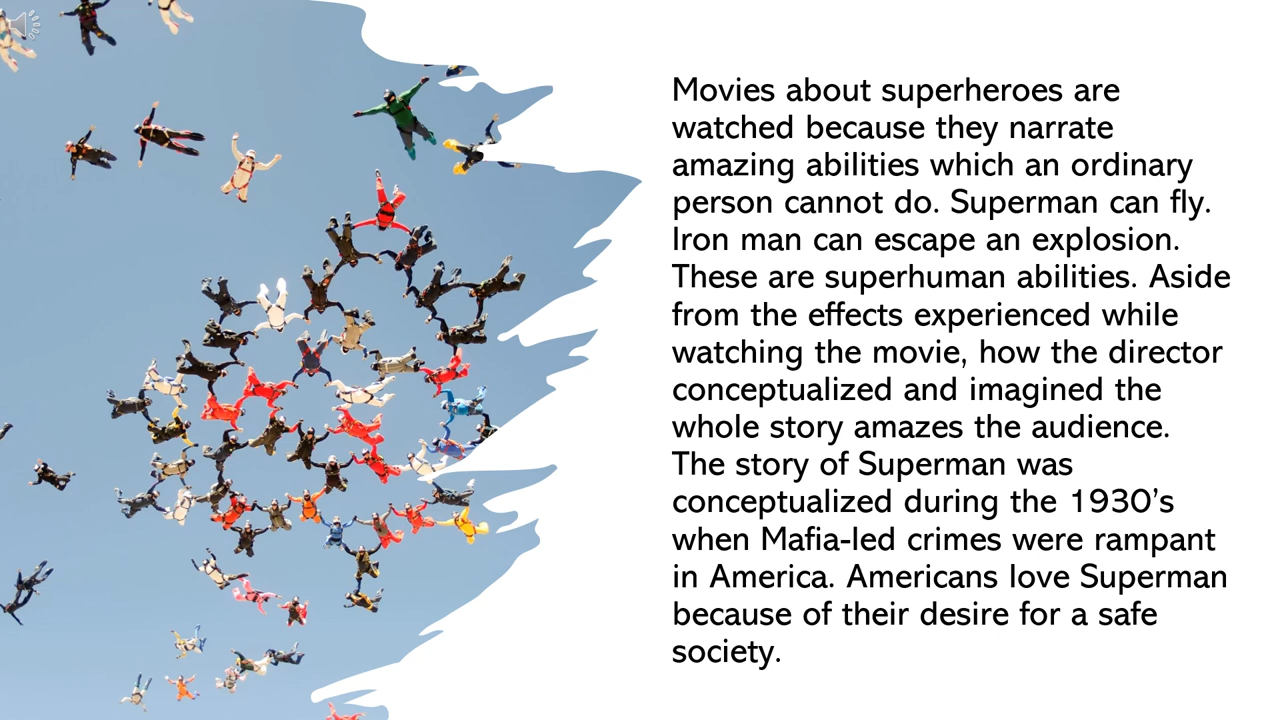 Movies about superheroes are
watched because they narrate
amazing abilities which an ordinary
person cannot do. Superman can fly.
Iron man can escape an explosion.
These are superhuman abilities. Aside
from the effects experienced while
watching the movie, how the director
conceptualized and imagined the
whole story amazes the audience.
The story of Superman was
conceptualized during the 1930’s
when Mafia-led crimes were rampant
in America. Americans love Superman
because of their desire for a safe
society.